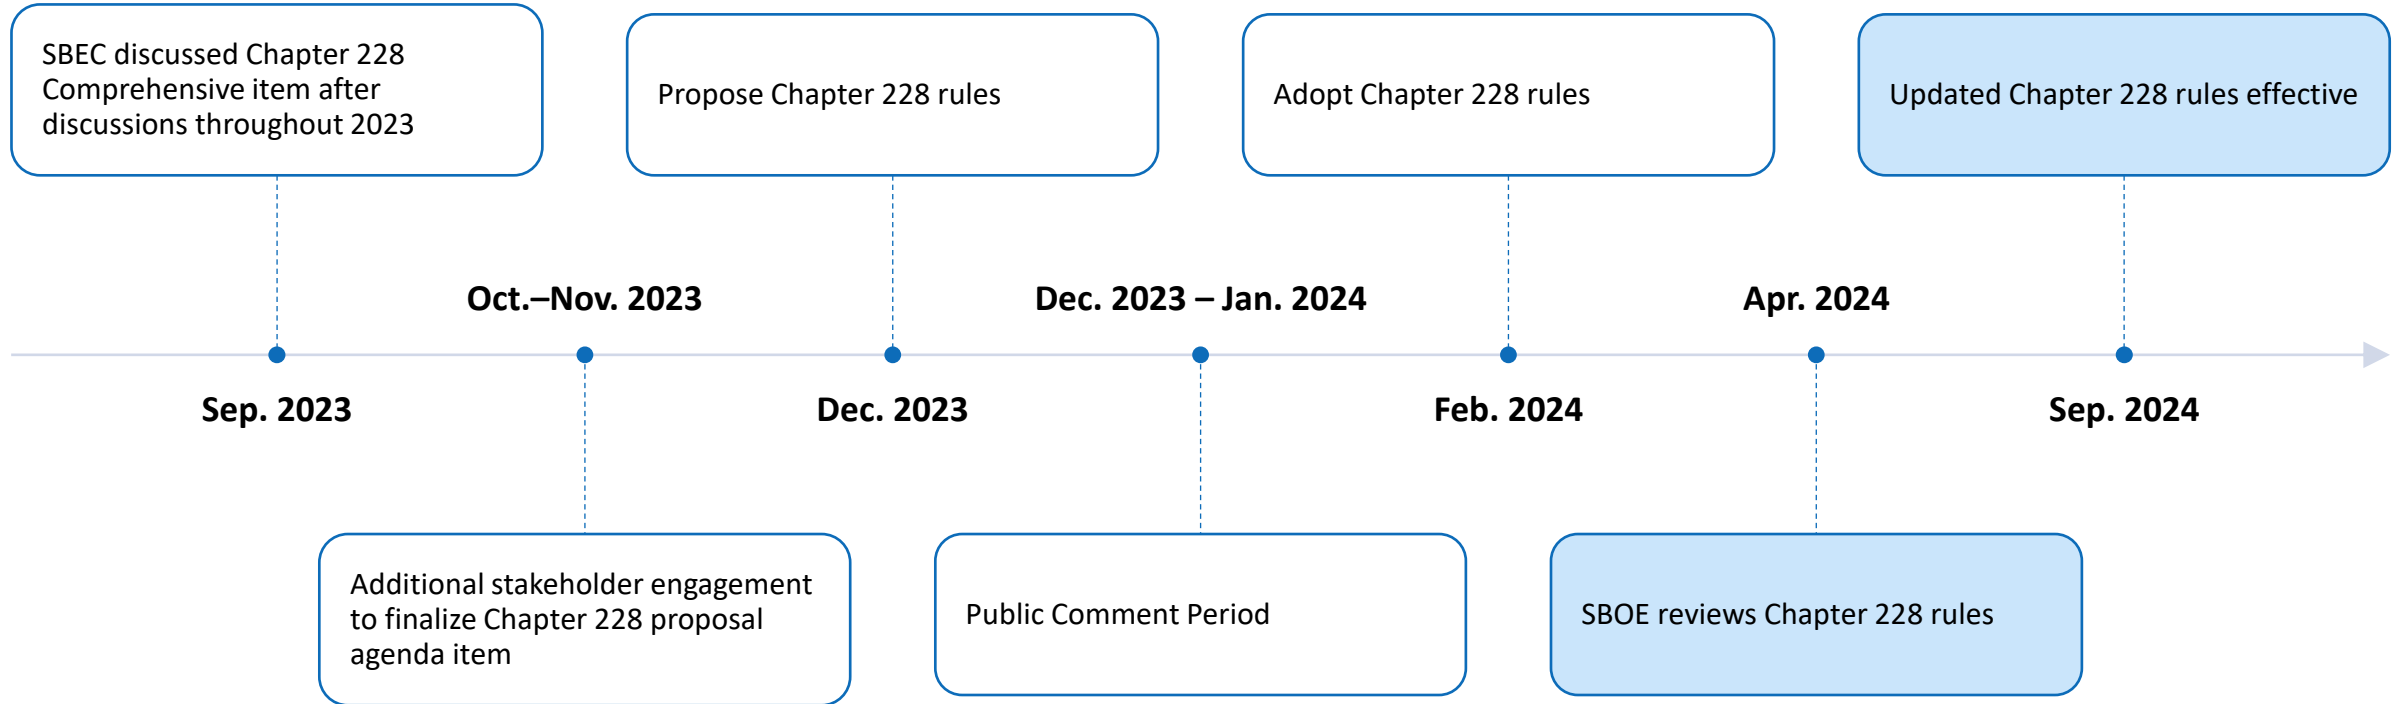 SBEC discussed Chapter 228
Comprehensive item after
discussions throughout 2023
Propose Chapter 228 rules
Adopt Chapter 228 rules
Updated Chapter 228 rules effective
Oct.–Nov. 2023
Dec. 2023 – Jan. 2024
Apr. 2024
Sep. 2023
Dec. 2023
Feb. 2024
Sep. 2024
Additional stakeholder engagement
to finalize Chapter 228 proposal
agenda item
Public Comment Period
SBOE reviews Chapter 228 rules